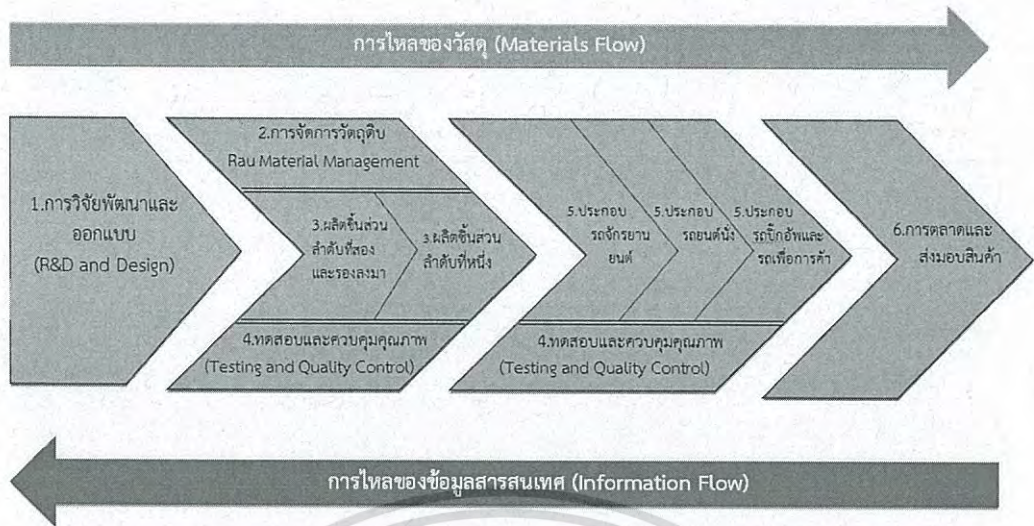 การไหลของวัสดุ (Materials Flow)
1.การวิจัยพัฒนาและ
ออกแบบ
(R&D and Design)
2.การจัดการวัตถุดิบ
Rau Material Management
3.ผลิตชิ้นส่วน
ลำดับที่สอง
และรองลงมา
3.ผลิตชิ้นส่วน
ลำดับที่หนึ่ง
4.ทดสอบและควบคุมคุณภาพ
(Testing and Quality Control)
5.ประกอบ
รถจักรยาน
ยนต์
5.ประกอบ
รถยนต์นั่ง
5.ประกอบ
รถปิ๊กอัพและ
รถเพื่อการค้า
4.ทดสอบและควบคุมคุณภาพ
(Testing and Quality Control)
6.การตลาดและ
ส่งมอบสินค้า
การไหลของข้อมูลสารสนเทศ (Information Flow)